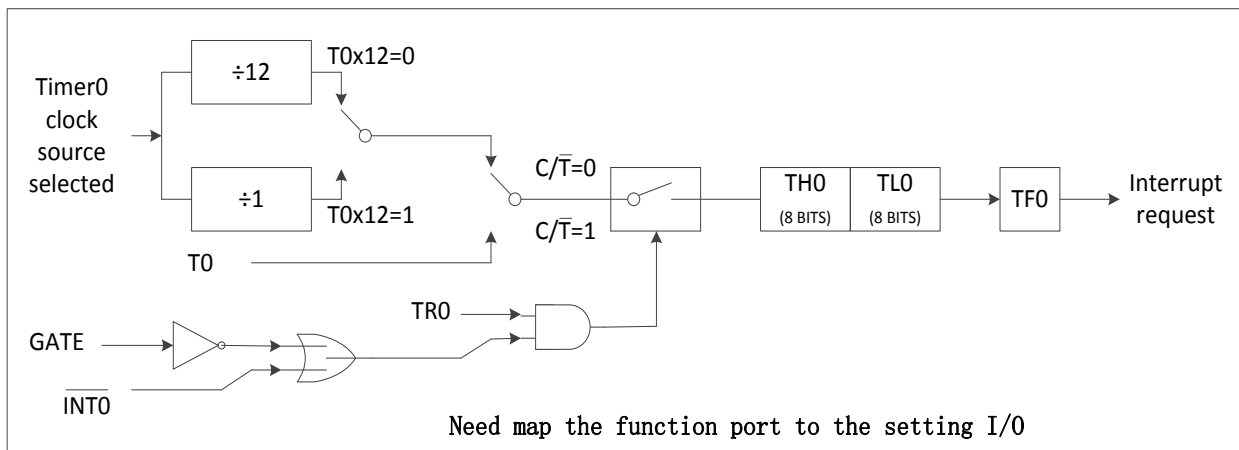 T0x12=0
÷12
Timer0
clock
source
selected
÷1
T0x12=1
C/T̅=0
C/T̅=1
T0
TH0
(8 BITS)
TL0
(8 BITS)
TF0
Interrupt
request
TR0
GATE
I̅N̅T̅0̅
Need map the function port to the setting I/O